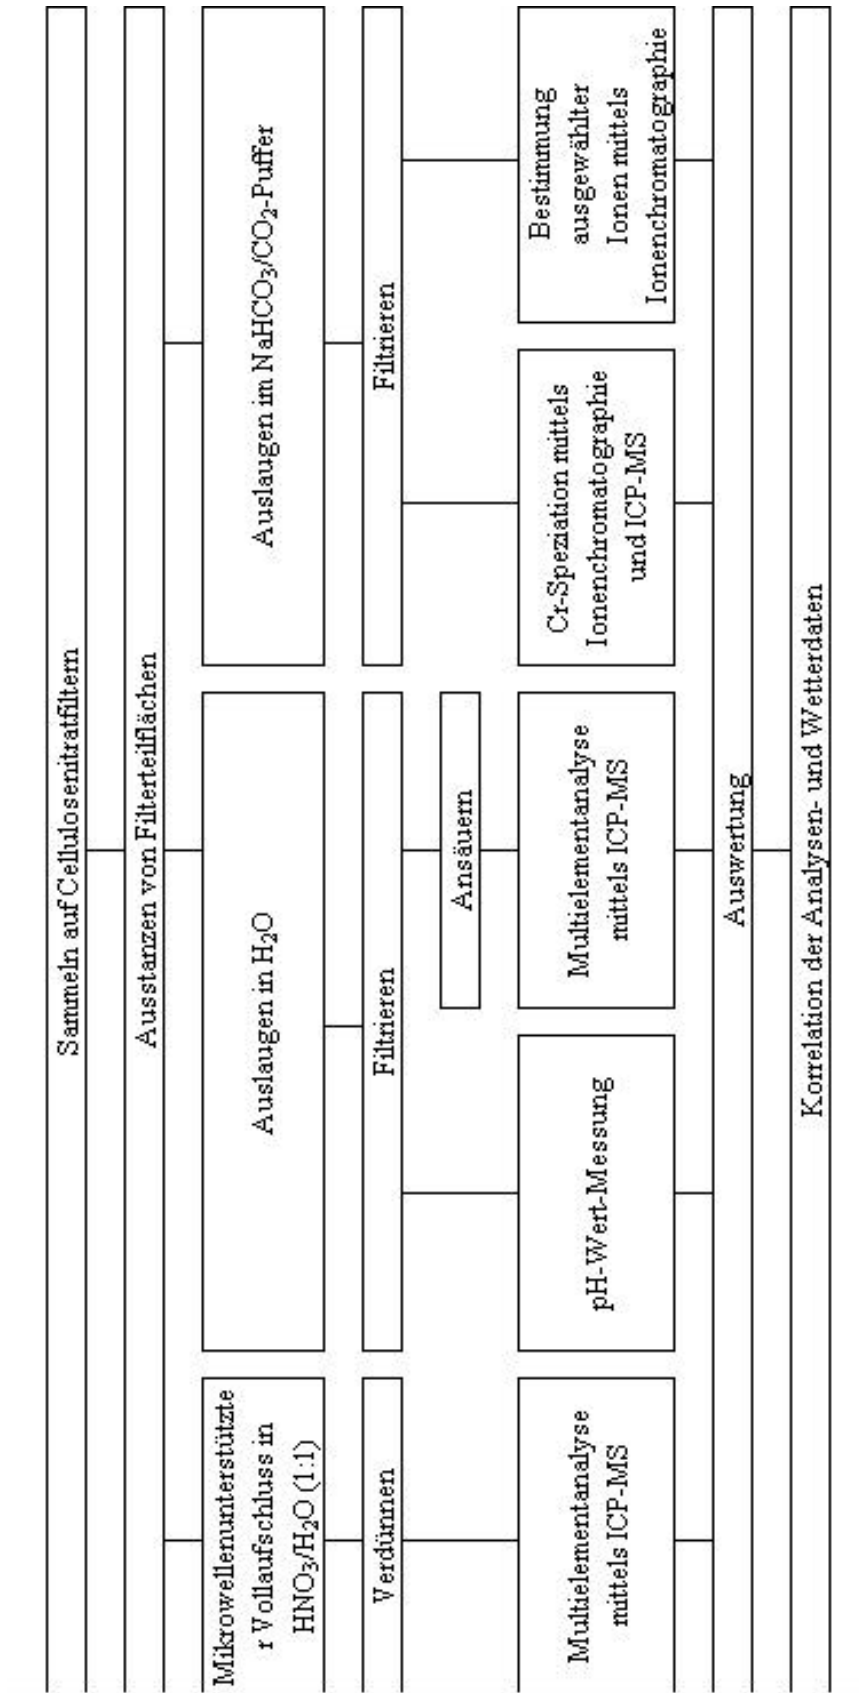 Sammeln auf Cellulosenitratfiltern
Ausstanzen von Filterteilflächen
Mikrowellenunterstützte
r Vollaufschluss in
HNO₃/H₂O (1:1)
Auslaugen in H₂O
Auslaugen im NaHCO₃/CO₂-Puffer
Verdünnen
Filtrieren
Filtrieren
Ansäuern
Multielementanalyse
mittels ICP-MS
pH-Wert-Messung
Multielementanalyse
mittels ICP-MS
Cr-Speziation mittels
Ionenchromatographie
und ICP-MS
Bestimmung
ausgewählter
Ionen mittels
Ionenchromatographie
Auswertung
Korrelation der Analysen- und Wetterdaten